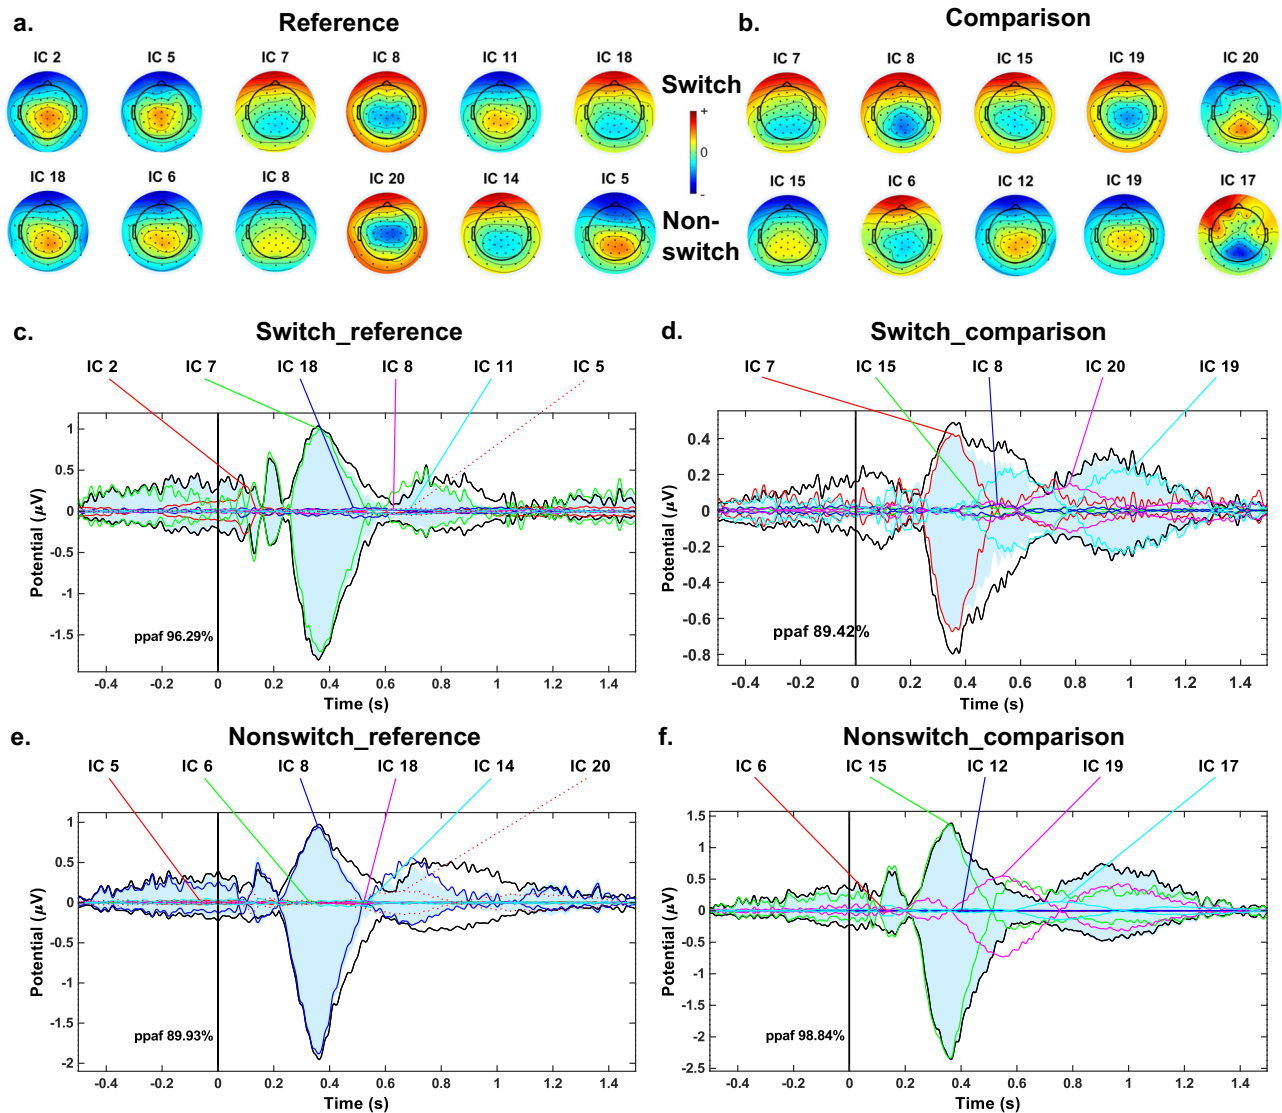 a. Reference
b. Comparison
IC 2 IC 5 IC 7 IC 8 IC 11 IC 18
Switch
IC 7 IC 8 IC 15 IC 19 IC 20
+
0
-
IC 18 IC 6 IC 8 IC 20 IC 14 IC 5
Non-
switch
IC 15 IC 6 IC 12 IC 19 IC 17
c. Switch_reference
IC 2 IC 7 IC 18 IC 8 IC 11 IC 5
1
0.5
0
-0.5
-1
-1.5
Potential (μV)
ppaf 96.29%
-0.4 -0.2 0 0.2 0.4 0.6 0.8 1 1.2 1.4
Time (s)
d. Switch_comparison
IC 7 IC 15 IC 8 IC 20 IC 19
0.4
0.2
0
-0.2
-0.4
-0.6
-0.8
Potential (μV)
ppaf 89.42%
-0.4 -0.2 0 0.2 0.4 0.6 0.8 1 1.2 1.4
Time (s)
e. Nonswitch_reference
IC 5 IC 6 IC 8 IC 18 IC 14 IC 20
1
0.5
0
-0.5
-1
-1.5
-2
Potential (μV)
ppaf 89.93%
-0.4 -0.2 0 0.2 0.4 0.6 0.8 1 1.2 1.4
Time (s)
f. Nonswitch_comparison
IC 6 IC 15 IC 12 IC 19 IC 17
1.5
1
0.5
0
-0.5
-1
-1.5
-2
-2.5
Potential (μV)
ppaf 98.84%
-0.4 -0.2 0 0.2 0.4 0.6 0.8 1 1.2 1.4
Time (s)